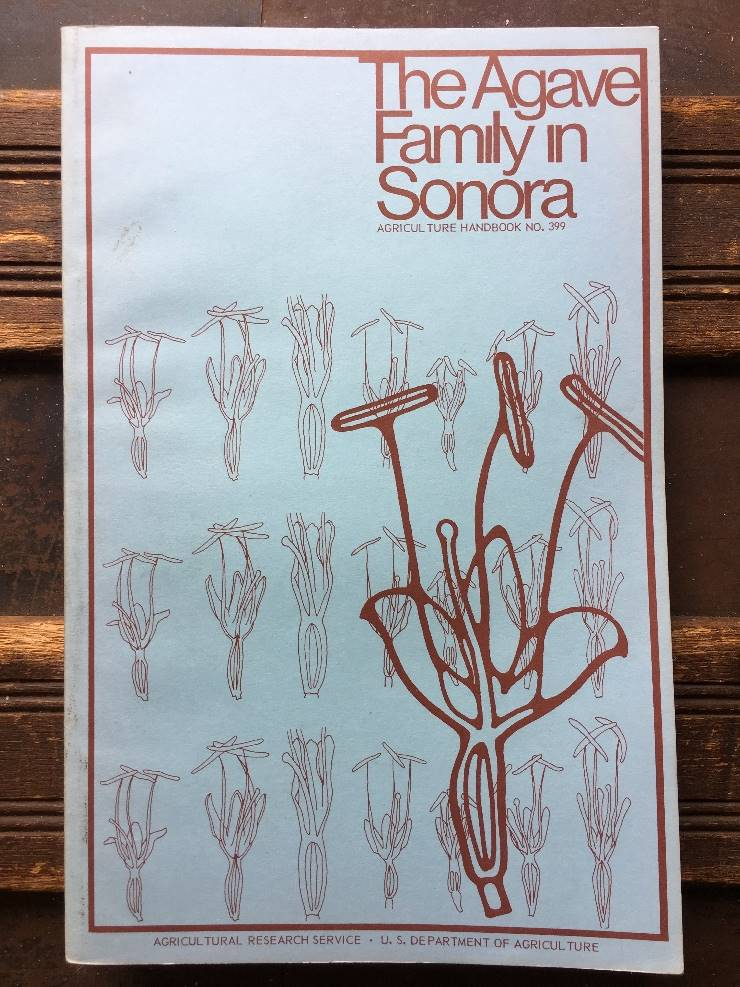 The Agave
Family in
Sonora
AGRICULTURE HANDBOOK NO. 399
AGRICULTURAL RESEARCH SERVICE · U. S. DEPARTMENT OF AGRICULTURE